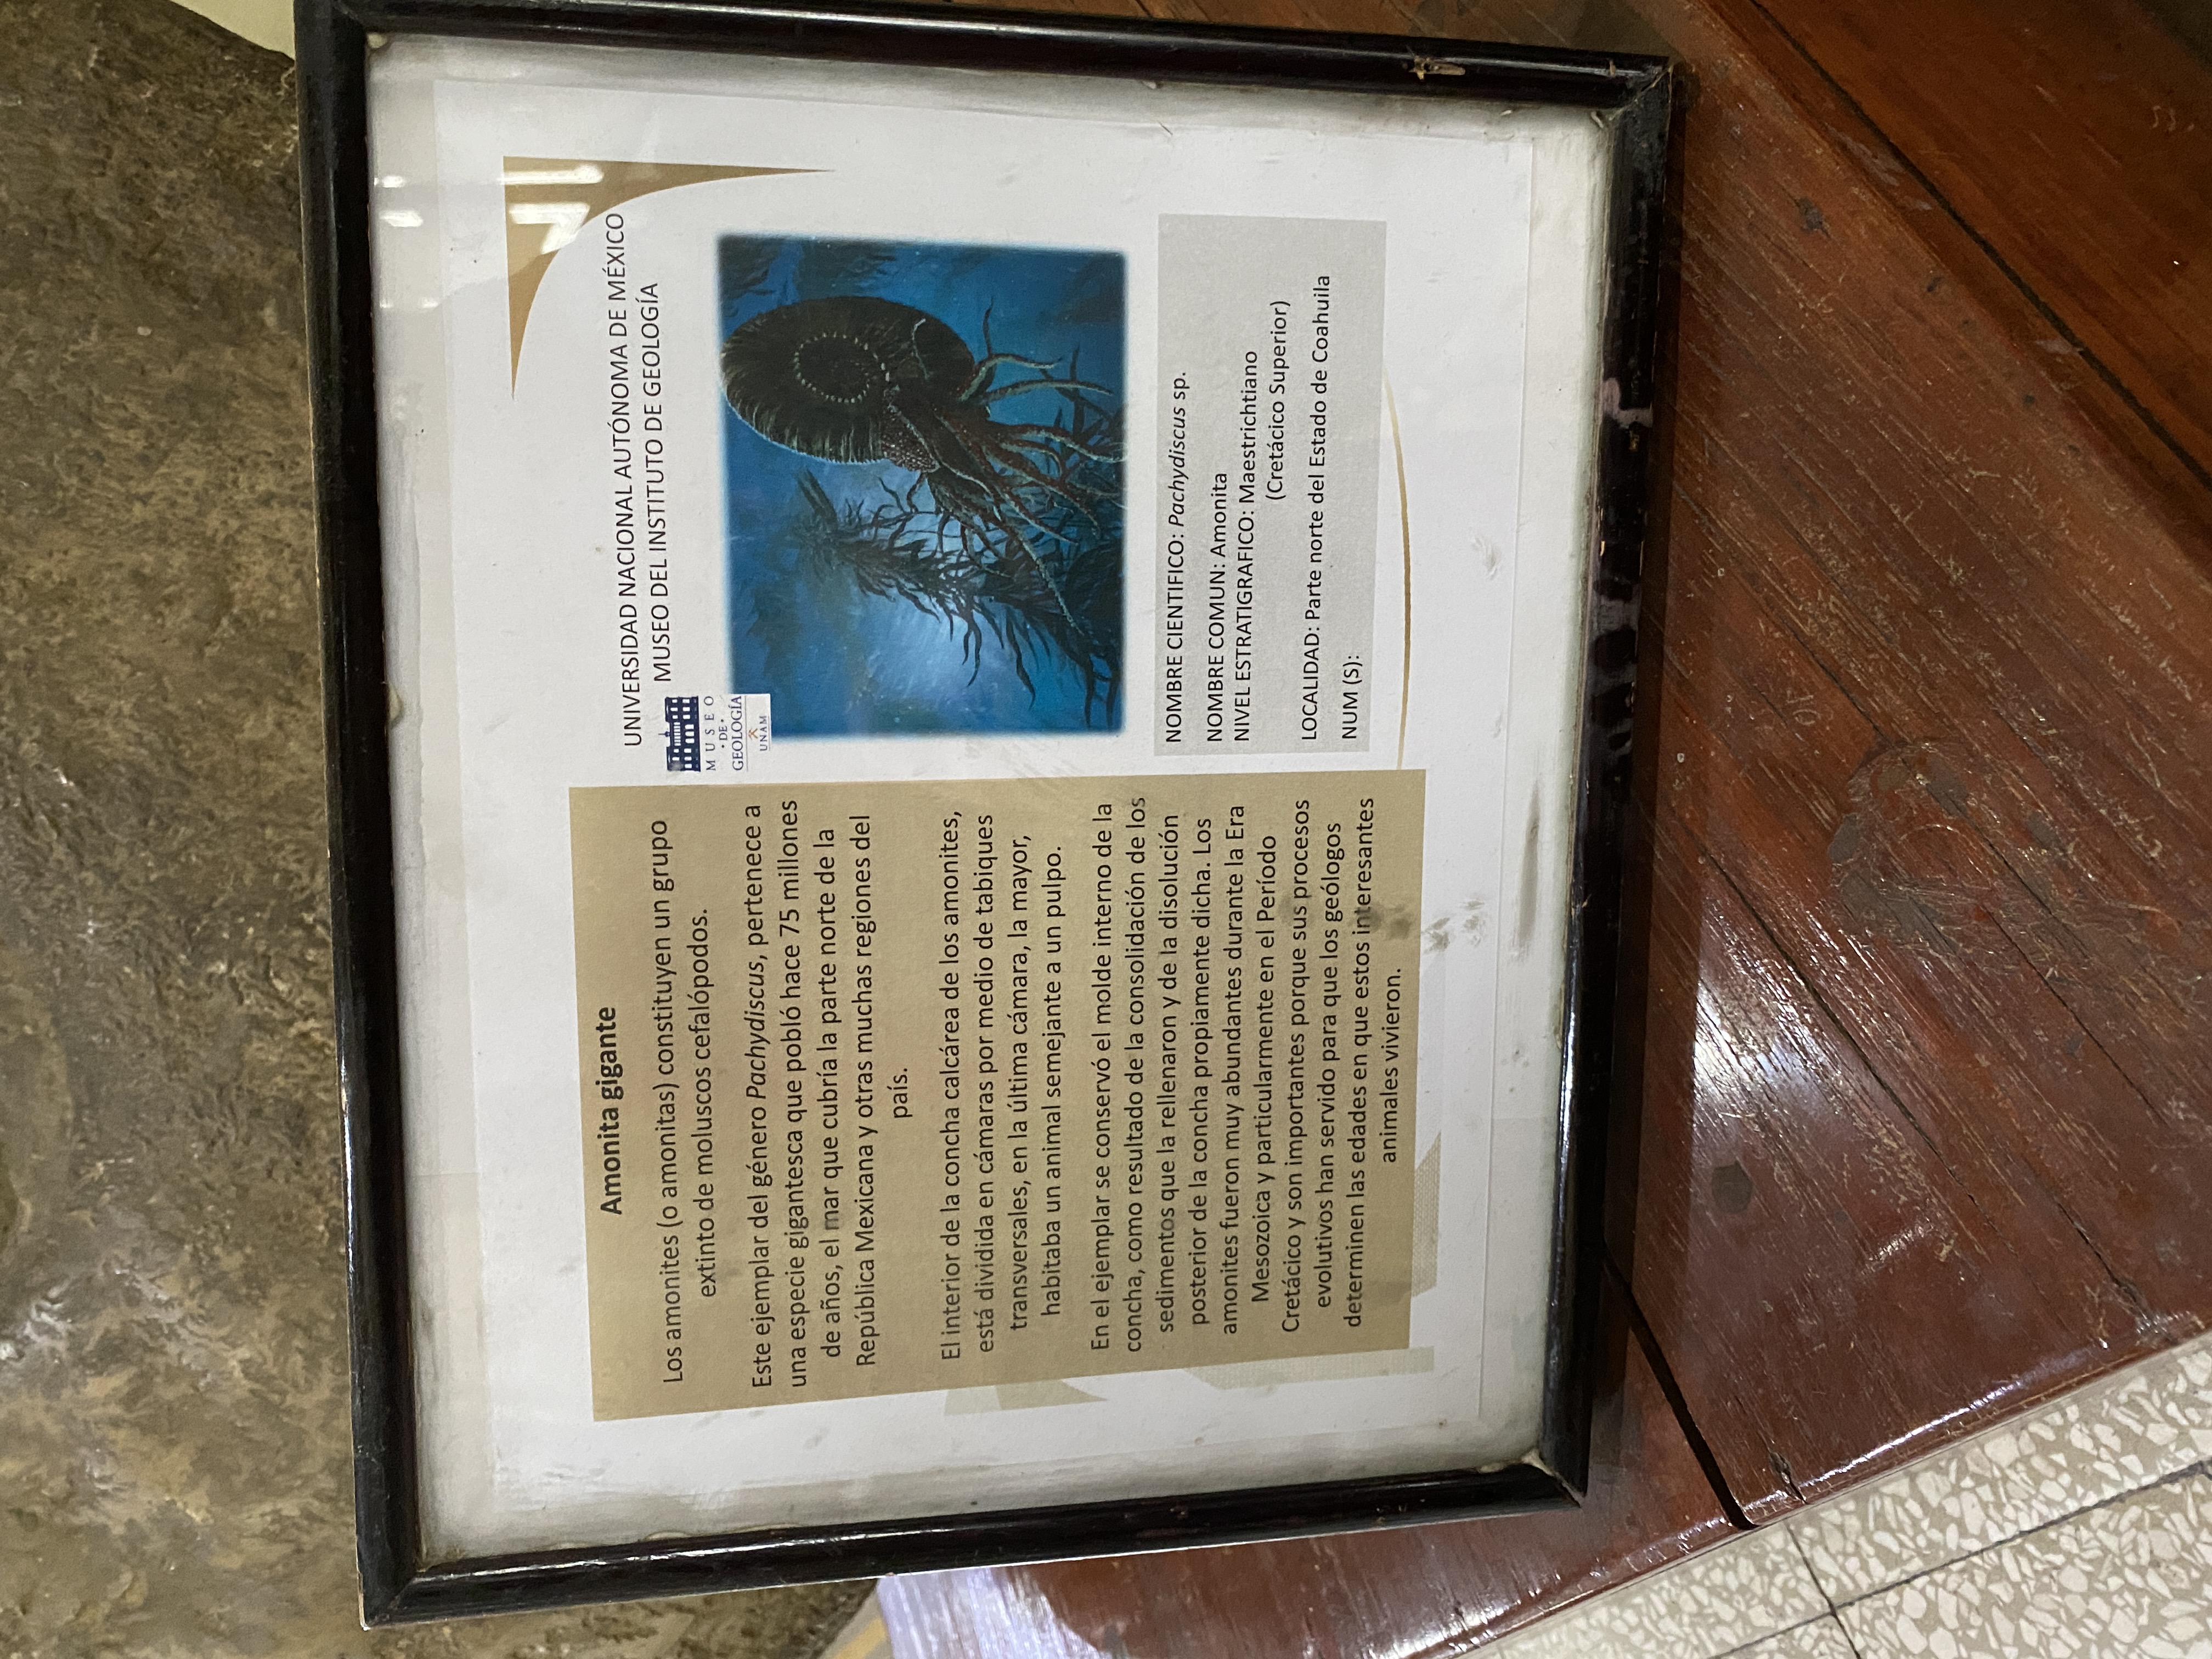 Amonita gigante
Los amonites (o amonitas) constituyen un grupo
extinto de moluscos cefalópodos.
Este ejemplar del género Pachydiscus, pertenece a
una especie gigantesca que pobló hace 75 millones
de años, el mar que cubría la parte norte de la
República Mexicana y otras muchas regiones del
país.
El interior de la concha calcárea de los amonites,
está dividida en cámaras por medio de tabiques
transversales, en la última cámara, la mayor,
habitaba un animal semejante a un pulpo.
En el ejemplar se conservó el molde interno de la
concha, como resultado de la consolidación de los
sedimentos que la rellenaron y de la disolución
posterior de la concha propiamente dicha. Los
amonites fueron muy abundantes durante la Era
Mesozoica y particularmente en el Período
Cretácico y son importantes porque sus procesos
evolutivos han servido para que los geólogos
determinen las edades en que estos interesantes
animales vivieron.
UNIVERSIDAD NACIONAL AUTÓNOMA DE MÉXICO
MUSEO DEL INSTITUTO DE GEOLOGÍA
MUSEO
• DE •
GEOLOGÍA
UNAM
NOMBRE CIENTIFICO: Pachydiscus sp.
NOMBRE COMUN: Amonita
NIVEL ESTRATIGRAFICO: Maestrichtiano
(Cretácico Superior)
LOCALIDAD: Parte norte del Estado de Coahuila
NUM (S):